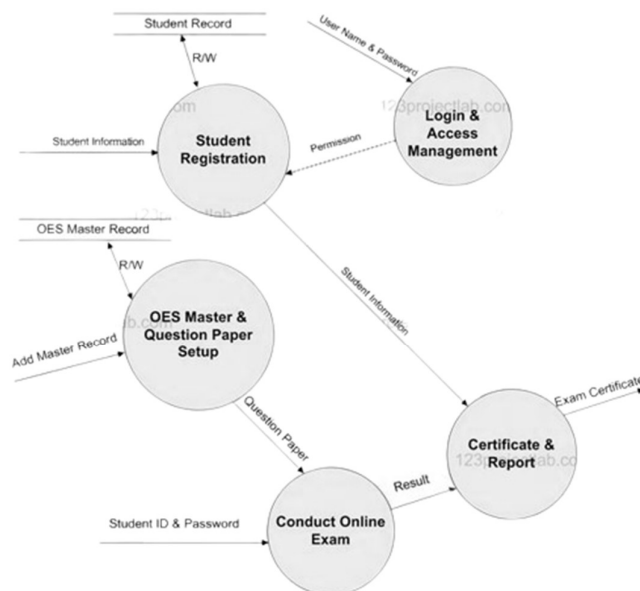 Student Record
R/W
User Name & Password
123projectlab.com
Login &
Access
Management
Student Information
Student
Registration
Permission
OES Master Record
R/W
Student Information
OES Master &
Question Paper
Setup
Add Master Record
Question Paper
Exam Certificate
Certificate &
Report
123projectlab.co
Result
Student ID & Password
Conduct Online
Exam